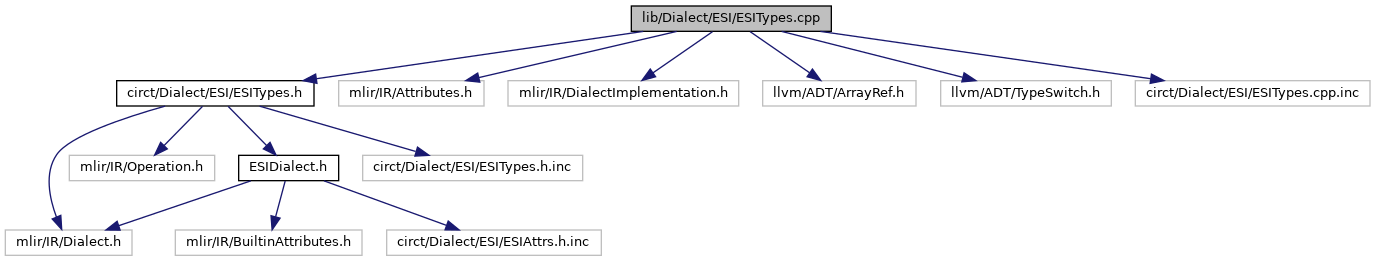 lib/Dialect/ESI/ESITypes.cpp
circt/Dialect/ESI/ESITypes.h
mlir/IR/Attributes.h
mlir/IR/DialectImplementation.h
llvm/ADT/ArrayRef.h
llvm/ADT/TypeSwitch.h
circt/Dialect/ESI/ESITypes.cpp.inc
mlir/IR/Operation.h
ESIDialect.h
circt/Dialect/ESI/ESITypes.h.inc
mlir/IR/Dialect.h
mlir/IR/BuiltinAttributes.h
circt/Dialect/ESI/ESIAttrs.h.inc